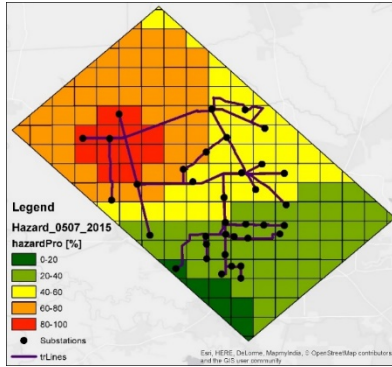 Legend
Hazard_0507_2015
hazardPro [%]
0-20
20-40
40-60
60-80
80-100
Substations
trLines
Esri, HERE, DeLorme, MapmyIndia, © OpenStreetMap contributors
and the GIS user community